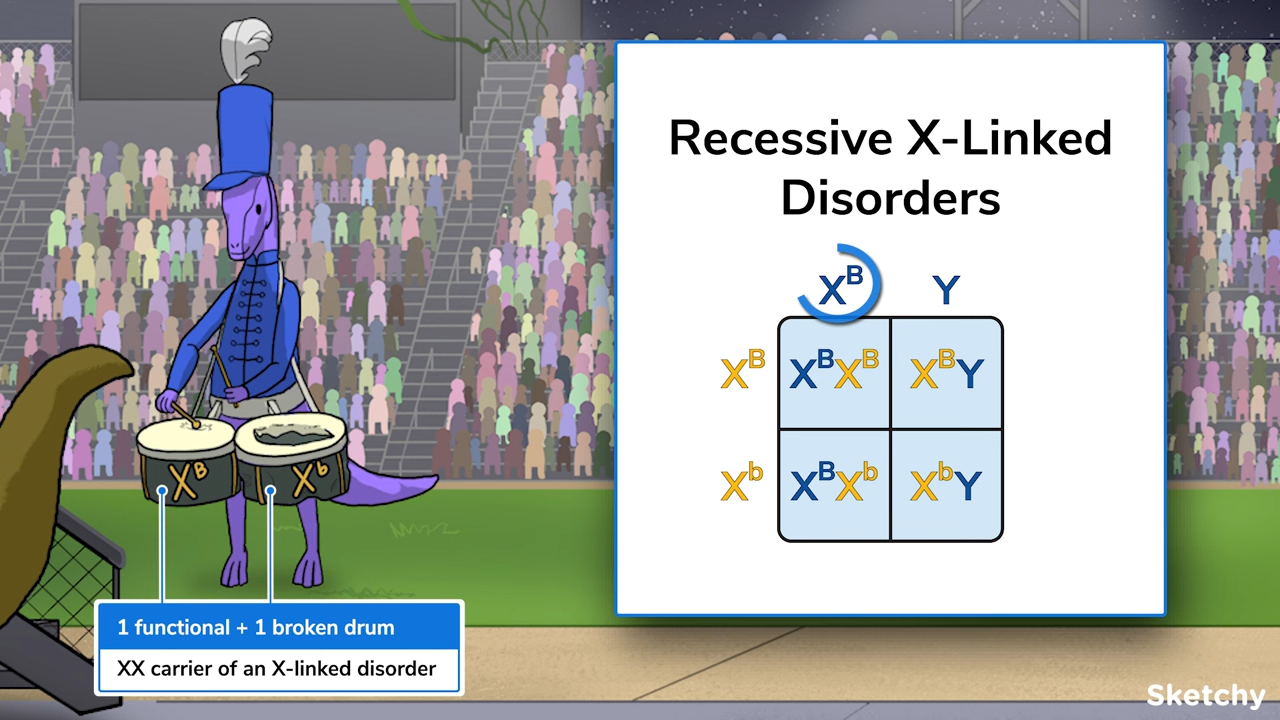 Recessive X-Linked
Disorders
X^B Y
X^B X^BX^B X^BY
X^b X^BX^b X^bY
X^B X^b
1 functional + 1 broken drum
XX carrier of an X-linked disorder
Sketchy